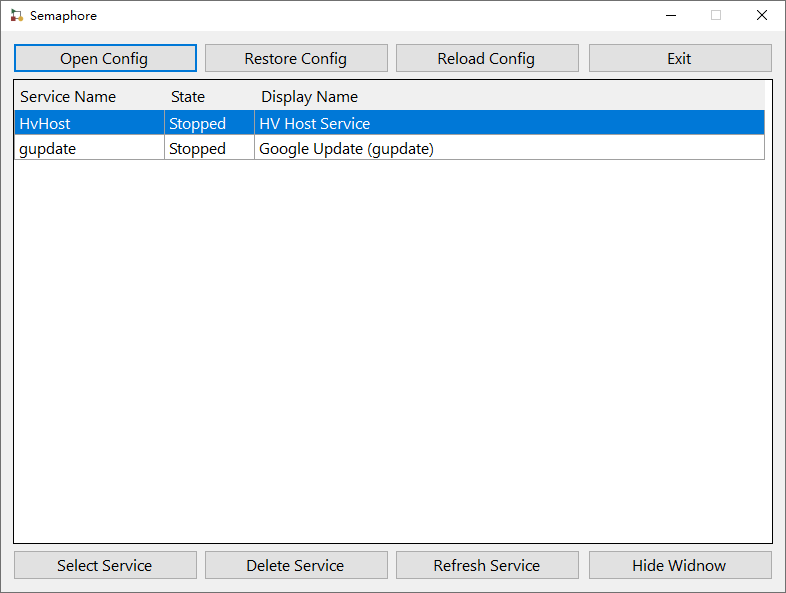 Semaphore
Open Config Restore Config Reload Config Exit
Service Name State Display Name
HvHost Stopped HV Host Service
gupdate Stopped Google Update (gupdate)
Select Service Delete Service Refresh Service Hide Widnow